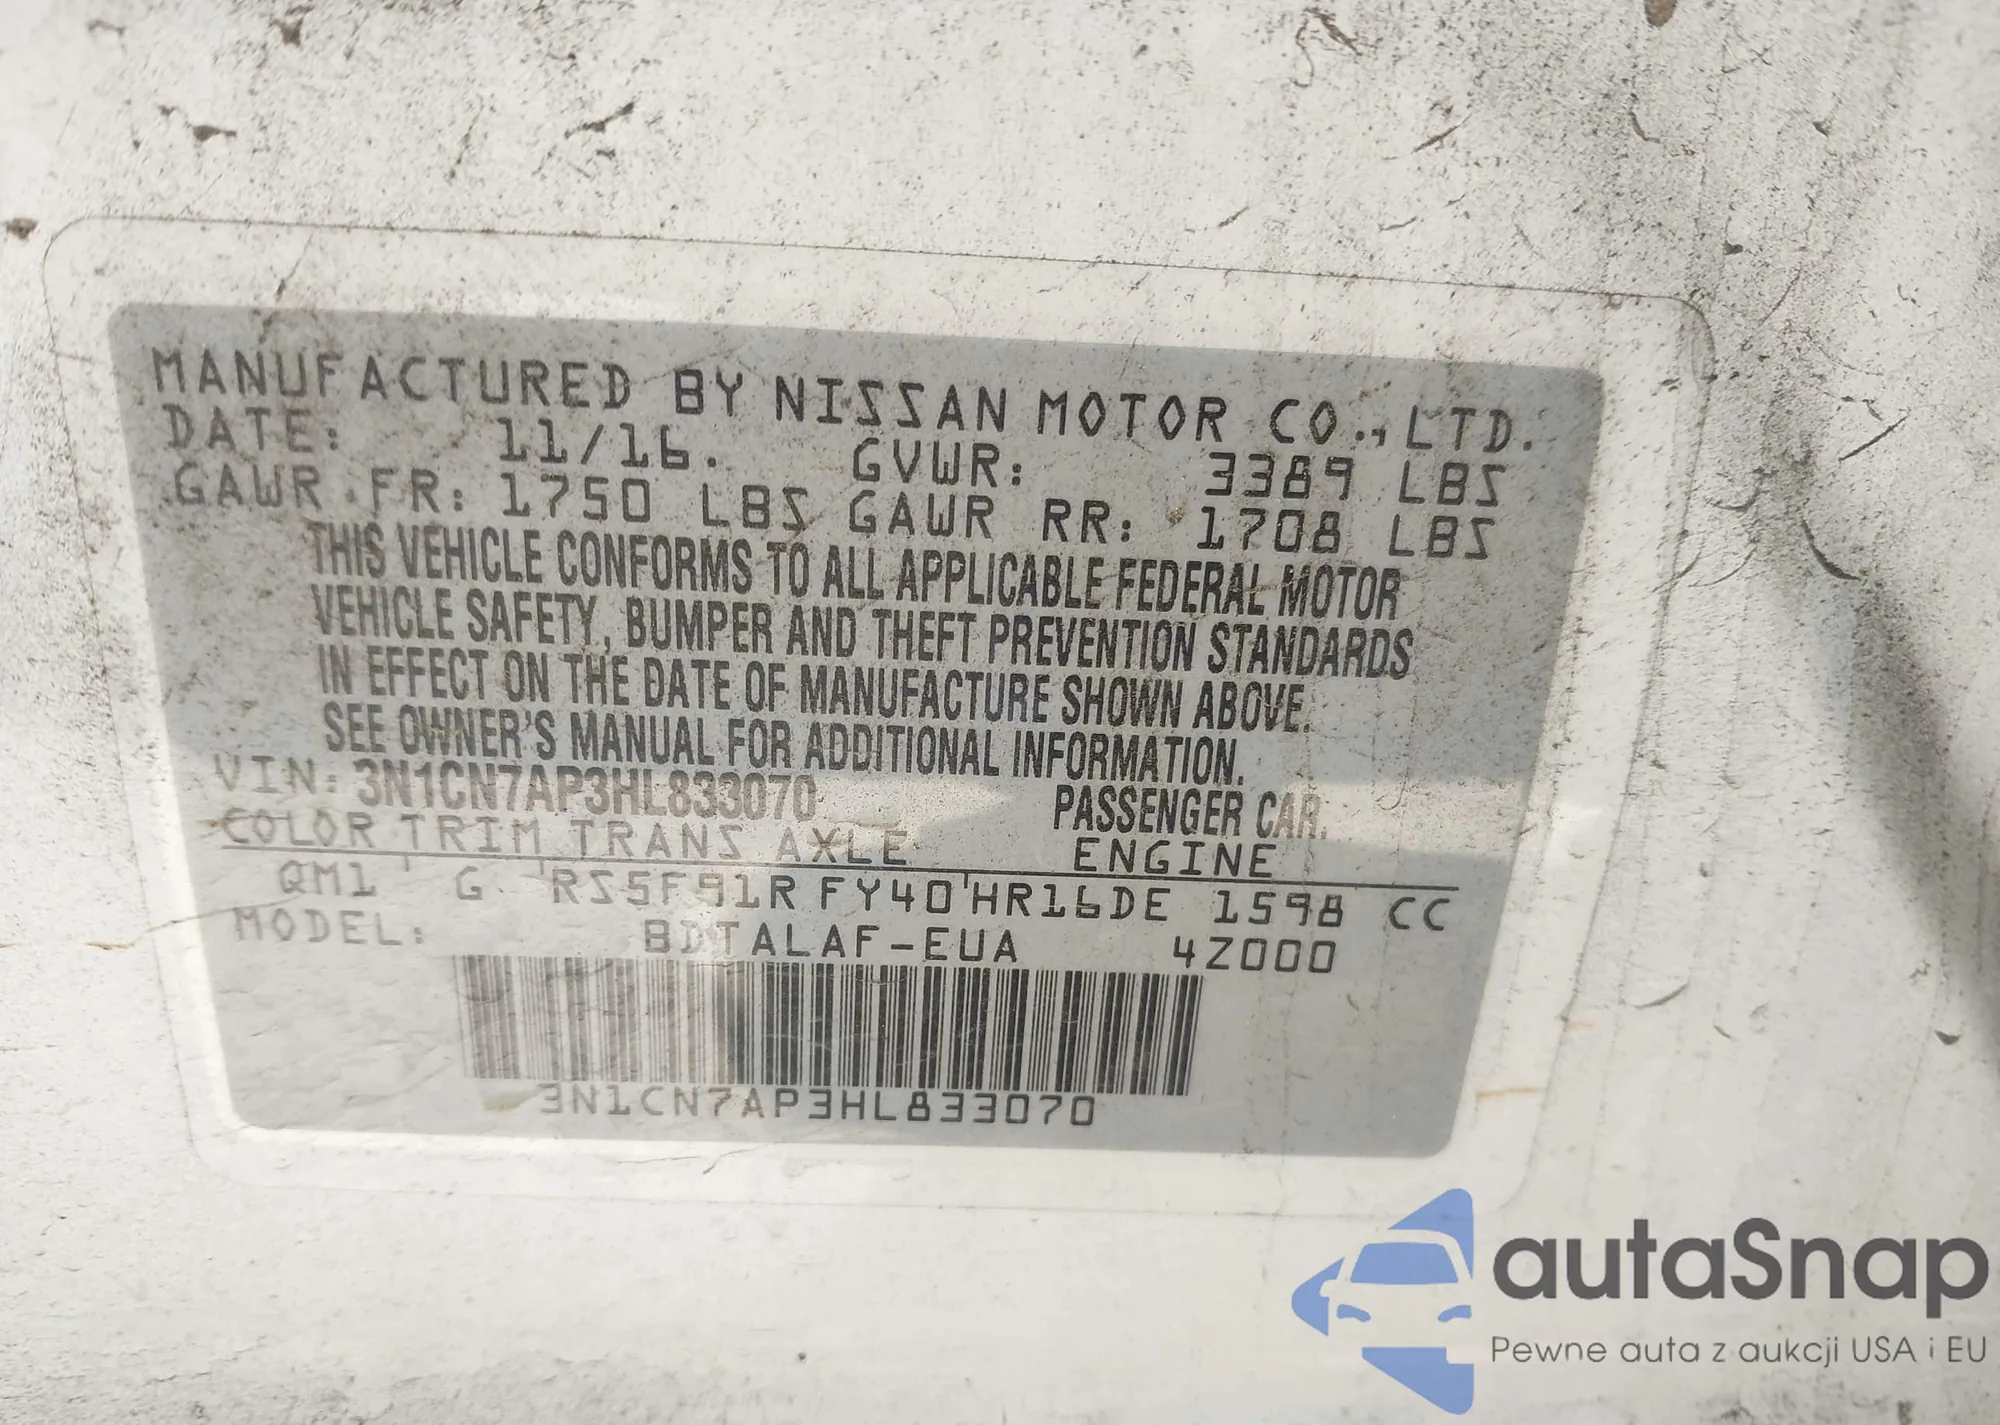 MANUFACTURED BY NISSAN MOTOR CO., LTD.
DATE: 11/16. GVWR: 3389 LBS
GAWR FR: 1750 LBS GAWR RR: 1708 LBS
THIS VEHICLE CONFORMS TO ALL APPLICABLE FEDERAL MOTOR
VEHICLE SAFETY, BUMPER AND THEFT PREVENTION STANDARDS
IN EFFECT ON THE DATE OF MANUFACTURE SHOWN ABOVE.
SEE OWNER'S MANUAL FOR ADDITIONAL INFORMATION.
VIN: 3N1CN7AP3HL833070 PASSENGER CAR.
COLOR TRIM TRANS AXLE ENGINE
QM1 G RS5F91R FY40 HR16DE 1598 CC
MODEL: BDTALAF-EUA 4Z000
3N1CN7AP3HL833070
autaSnap
Pewne auta z aukcji USA i EU